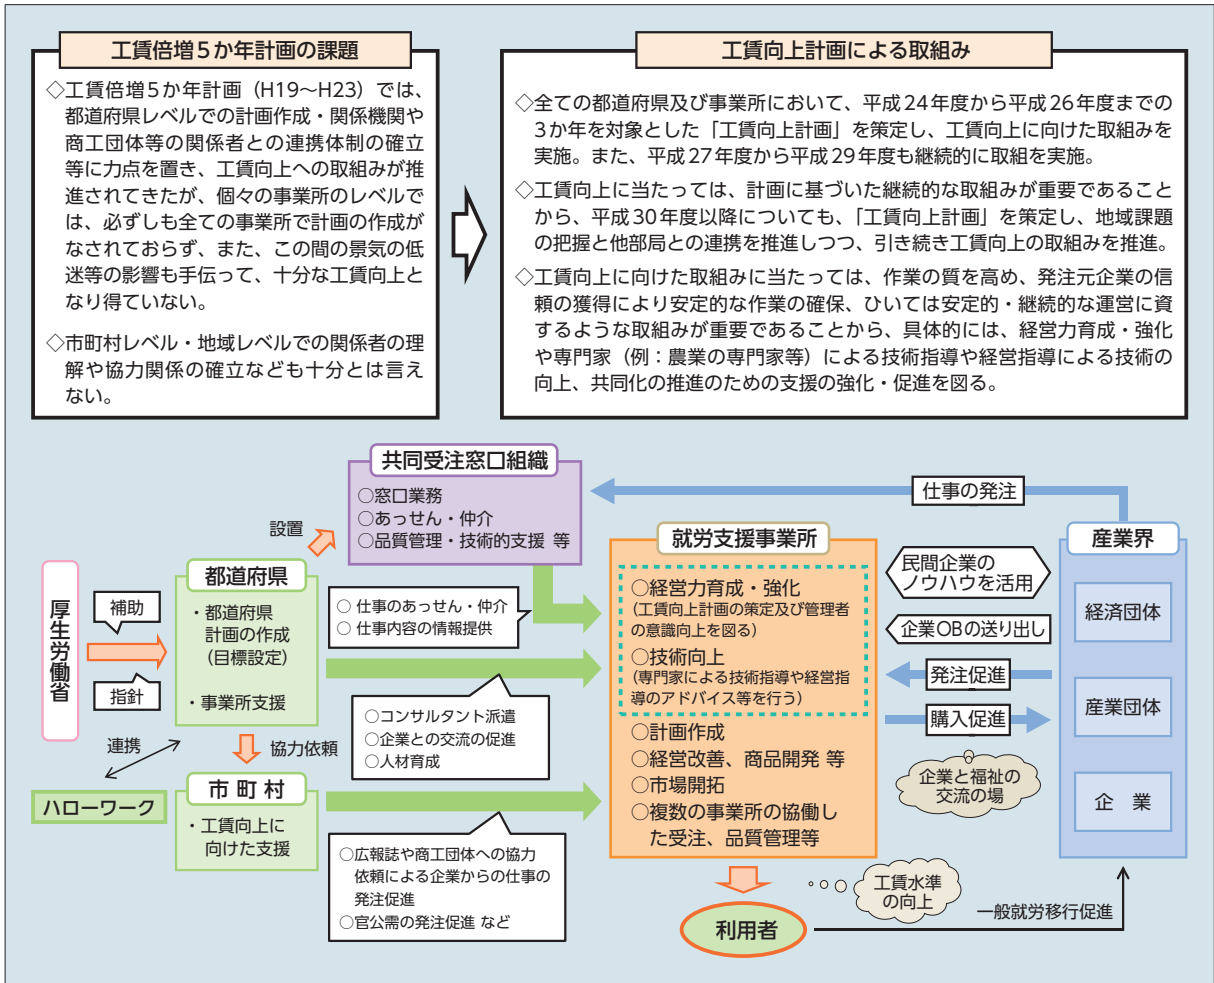 工賃倍増5か年計画の課題
◇工賃倍増5か年計画（H19～H23）では、
都道府県レベルでの計画作成・関係機関や
商工団体等の関係者との連携体制の確立
等に力点を置き、工賃向上への取組みが推
進されてきたが、個々の事業所のレベルで
は、必ずしも全ての事業所で計画の作成が
なされておらず、また、この間の景気の低
迷等の影響も手伝って、十分な工賃向上と
なり得ていない。
◇市町村レベル・地域レベルでの関係者の理
解や協力関係の確立なども十分とは言え
ない。
工賃向上計画による取組み
◇全ての都道府県及び事業所において、平成24年度から平成26年度までの
3か年を対象とした「工賃向上計画」を策定し、工賃向上に向けた取組みを
実施。また、平成27年度から平成29年度も継続的に取組を実施。
◇工賃向上に当たっては、計画に基づいた継続的な取組みが重要であること
から、平成30年度以降についても、「工賃向上計画」を策定し、地域課題
の把握と他部局との連携を推進しつつ、引き続き工賃向上の取組みを推進。
◇工賃向上に向けた取組みに当たっては、作業の質を高め、発注元企業の信
頼の獲得により安定的な作業の確保、ひいては安定的・継続的な運営に資
するような取組みが重要であることから、具体的には、経営力育成・強化
や専門家（例：農業の専門家等）による技術指導や経営指導による技術の
向上、共同化の推進のための支援の強化・促進を図る。
共同受注窓口組織
○窓口業務
○あっせん・仲介
○品質管理・技術的支援 等
設置
仕事の発注
厚生労働省
補助
指針
都道府県
・都道府県
計画の作成
（目標設定）
・事業所支援
○ 仕事のあっせん・仲介
○ 仕事内容の情報提供
○コンサルタント派遣
○企業との交流の促進
○人材育成
連携
協力依頼
ハローワーク
市 町 村
・工賃向上に
向けた支援
○広報誌や商工団体への協力
依頼による企業からの仕事の
発注促進
○官公需の発注促進 など
就労支援事業所
○経営力育成・強化
(工賃向上計画の策定及び管理者
の意識向上を図る)
○技術向上
(専門家による技術指導や経営指
導のアドバイス等を行う)
○計画作成
○経営改善、商品開発 等
○市場開拓
○複数の事業所の協働し
た受注、品質管理等
民間企業の
ノウハウを活用
企業OBの送り出し
発注促進
購入促進
企業と福祉の
交流の場
産業界
経済団体
産業団体
企 業
工賃水準
の向上
利用者
一般就労移行促進